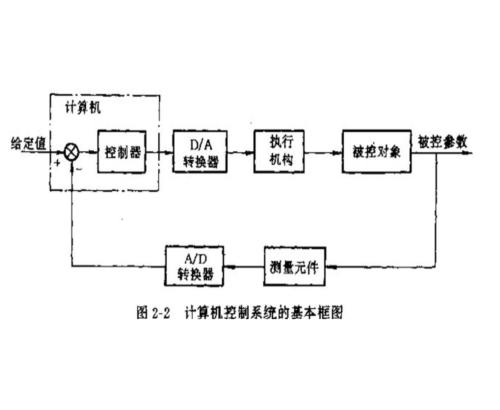 计算机
给定值
+
−
控制器
D/A
转换器
执行
机构
被控对象
被控参数
A/D
转换器
测量元件
图 2-2 计算机控制系统的基本框图